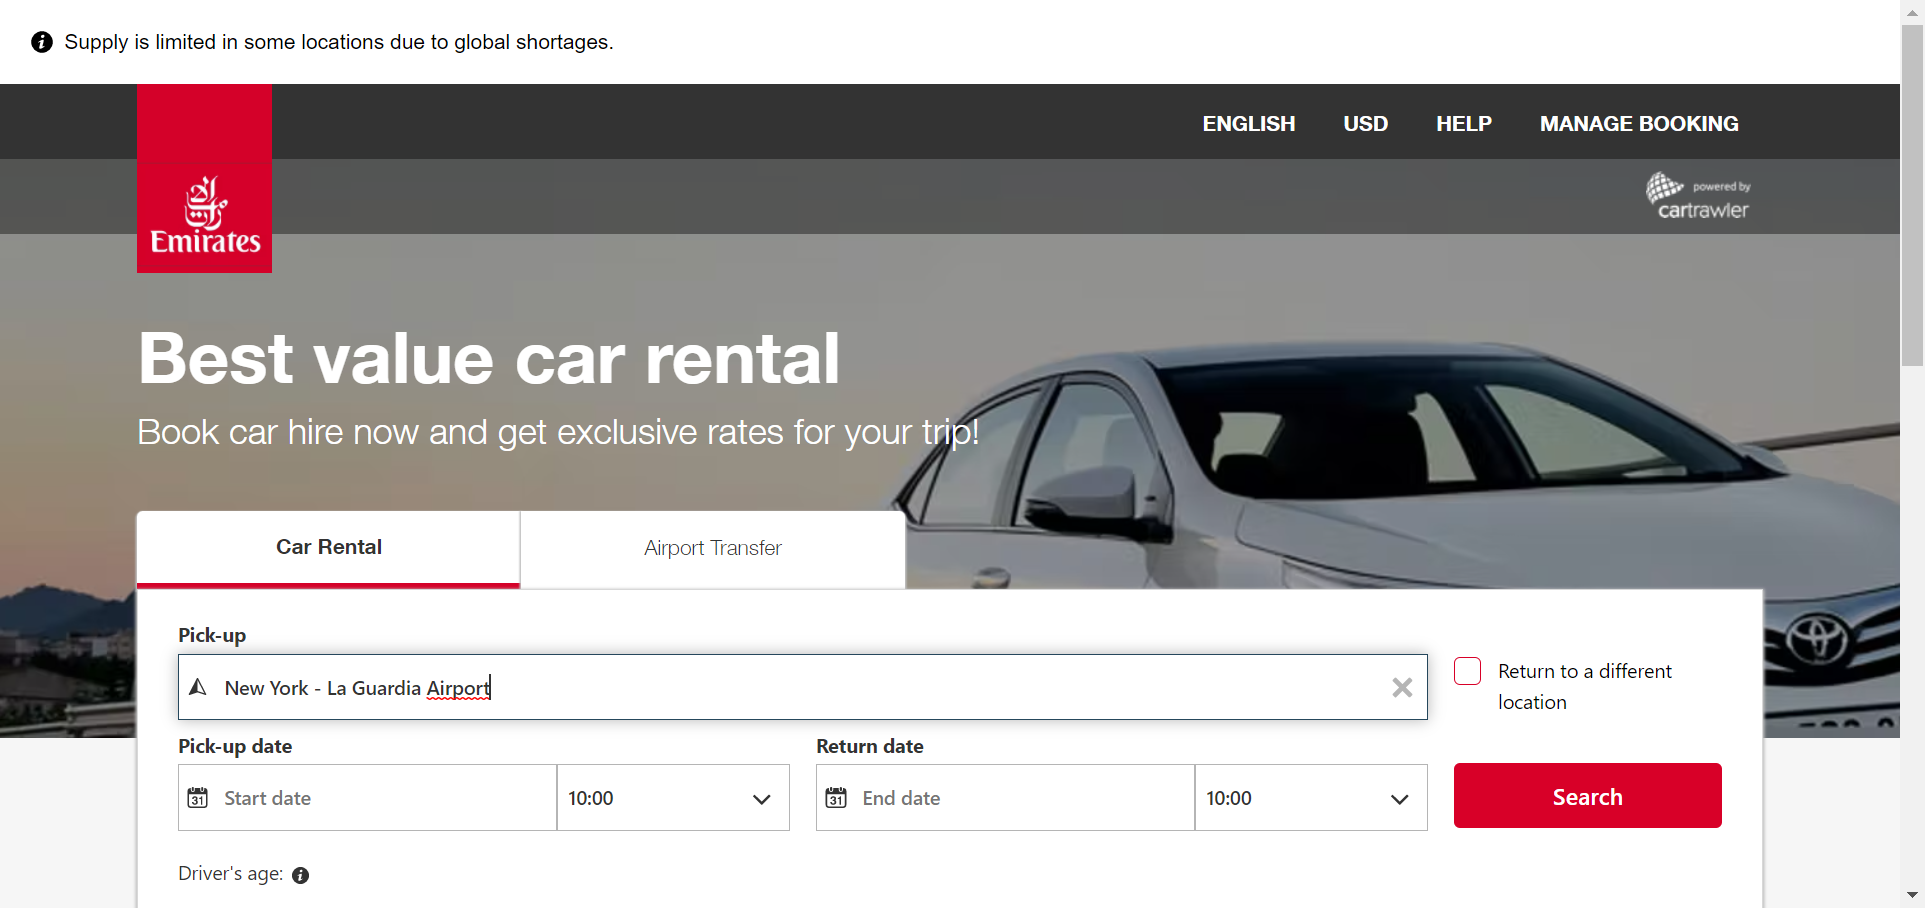 Supply is limited in some locations due to global shortages.
ENGLISH
USD
HELP
MANAGE BOOKING
powered by
cartrawler
Emirates
Best value car rental
Book car hire now and get exclusive rates for your trip!
Car Rental
Airport Transfer
Pick-up
New York - La Guardia Airport
Return to a different
location
Pick-up date
Return date
31
Start date
10:00
31
End date
10:00
Search
Driver's age: